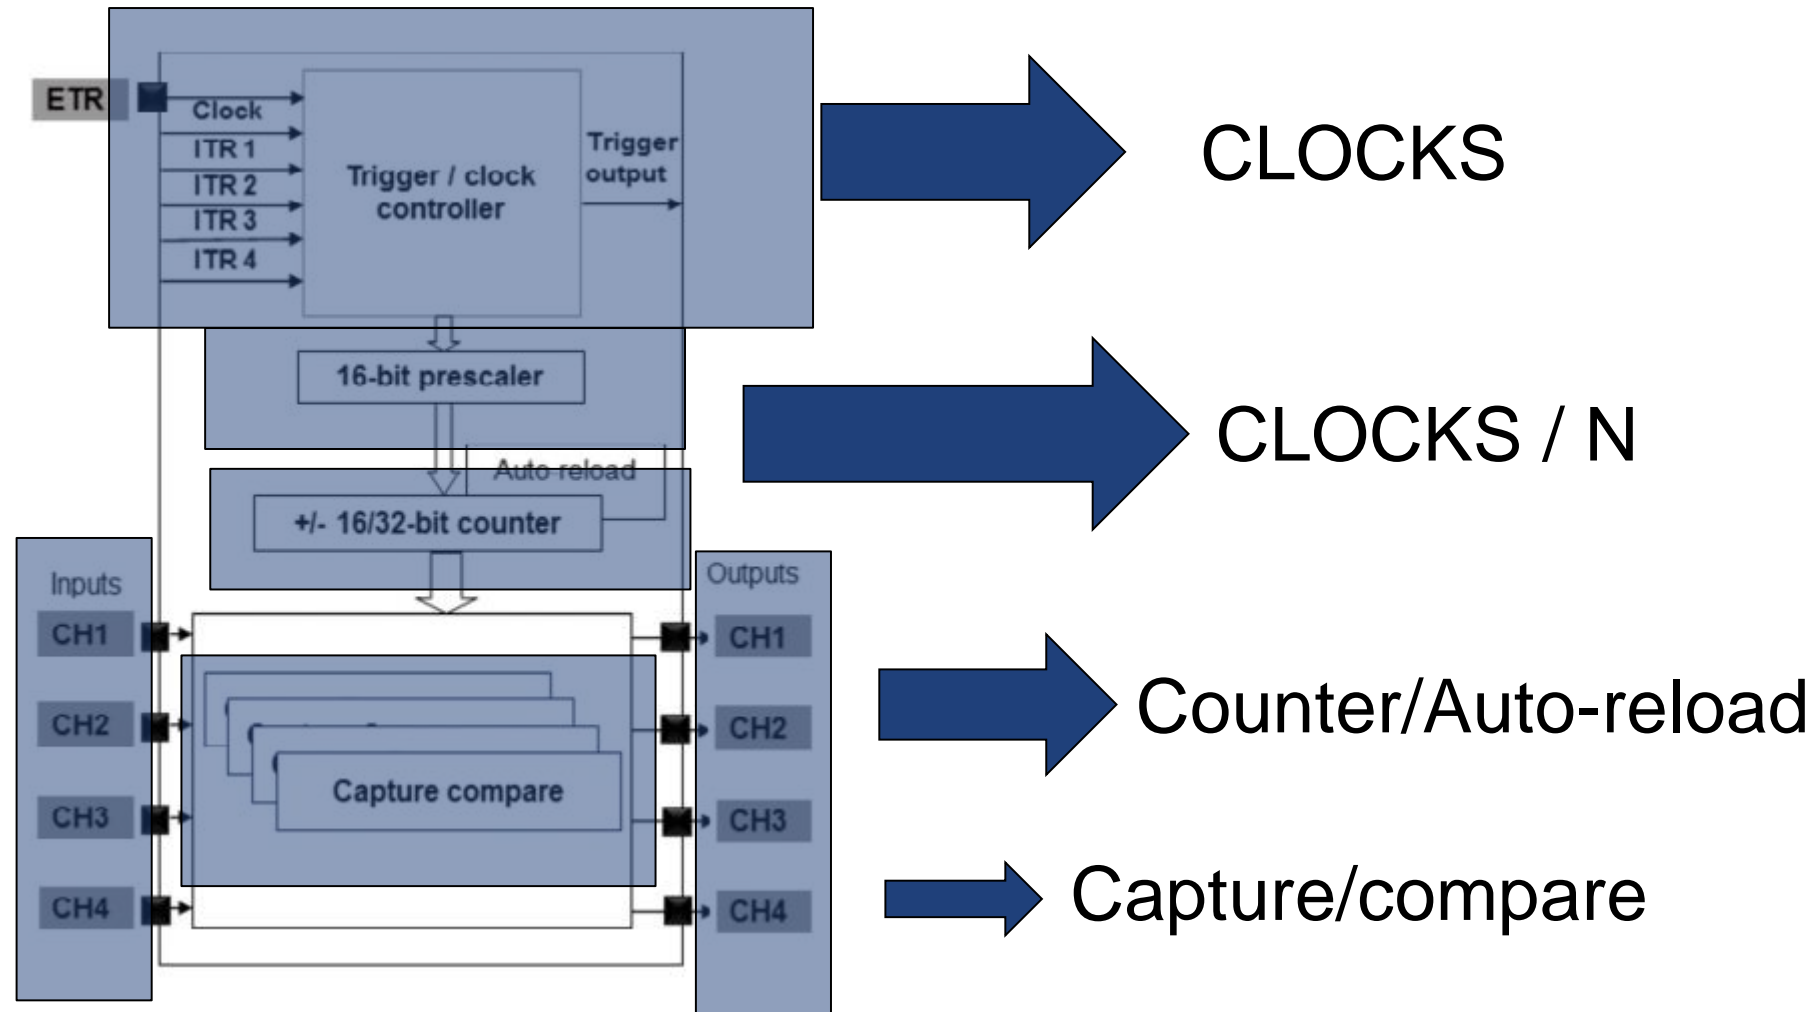 ETR
Clock
ITR 1
ITR 2
ITR 3
ITR 4
Trigger / clock
controller
Trigger
output
CLOCKS
16-bit prescaler
CLOCKS / N
Auto-reload
+/- 16/32-bit counter
Inputs
CH1
CH2
CH3
CH4
Capture compare
Outputs
CH1
CH2
CH3
CH4
Counter/Auto-reload
Capture/compare